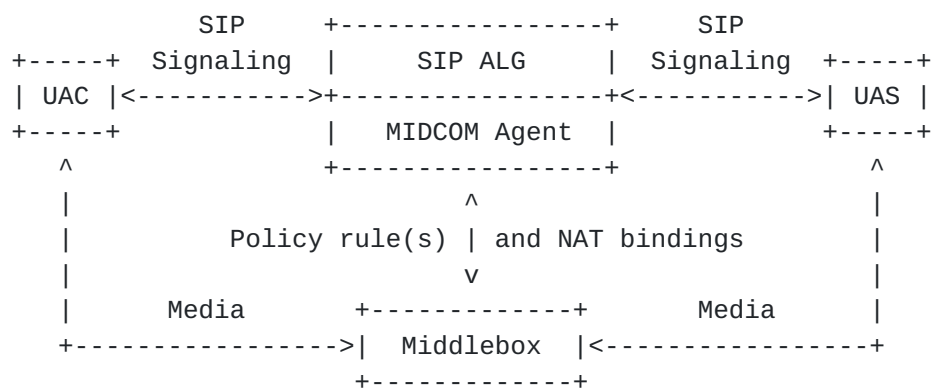 SIP SIP
Signaling SIP ALG Signaling
UAC UAS
MIDCOM Agent
Policy rule(s) and NAT bindings
Media Media
Middlebox